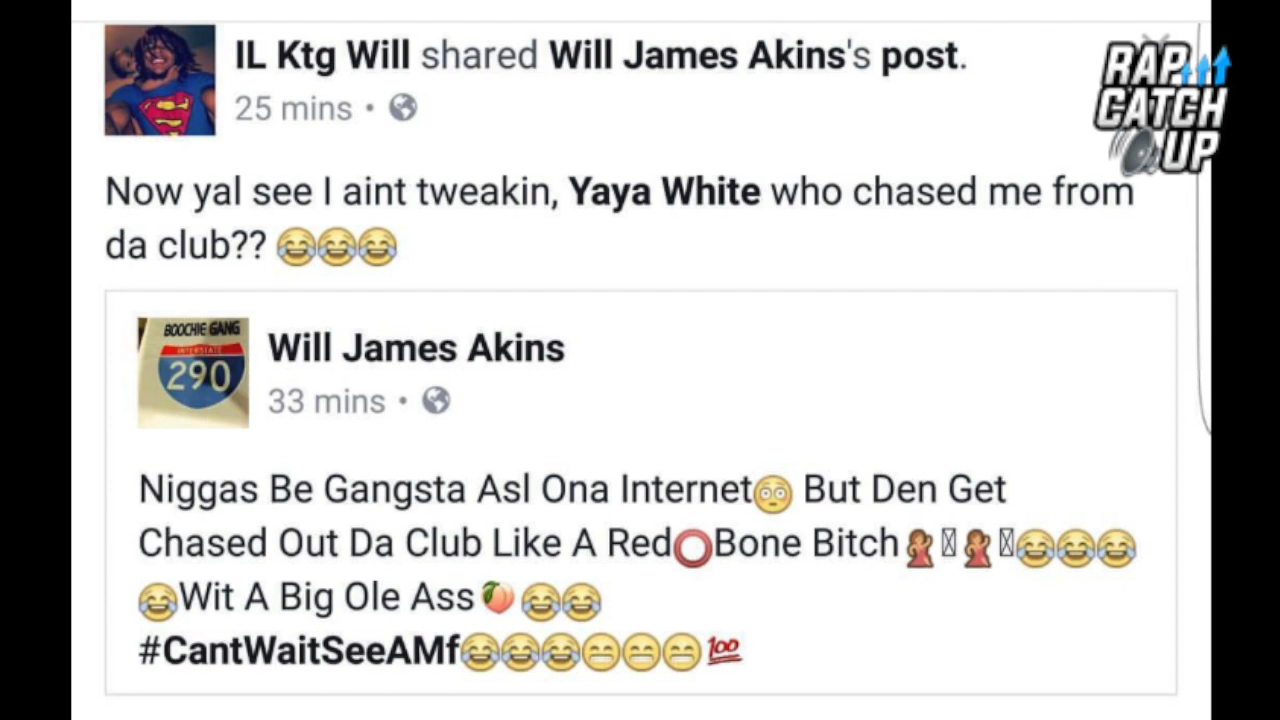 IL Ktg Will shared Will James Akins's post.
25 mins •
RAP
CATCH
UP
Now yal see I aint tweakin, Yaya White who chased me from
da club?? 😂😂😂
BOOCHIE GANG
INTERSTATE
290
Will James Akins
33 mins •
Niggas Be Gangsta Asl Ona Internet😳 But Den Get
Chased Out Da Club Like A Red⭕Bone Bitch💃▯💃▯😂😂😂
😂Wit A Big Ole Ass🍑😂😂
#CantWaitSeeAMf😂😂😂😁😁😁💯